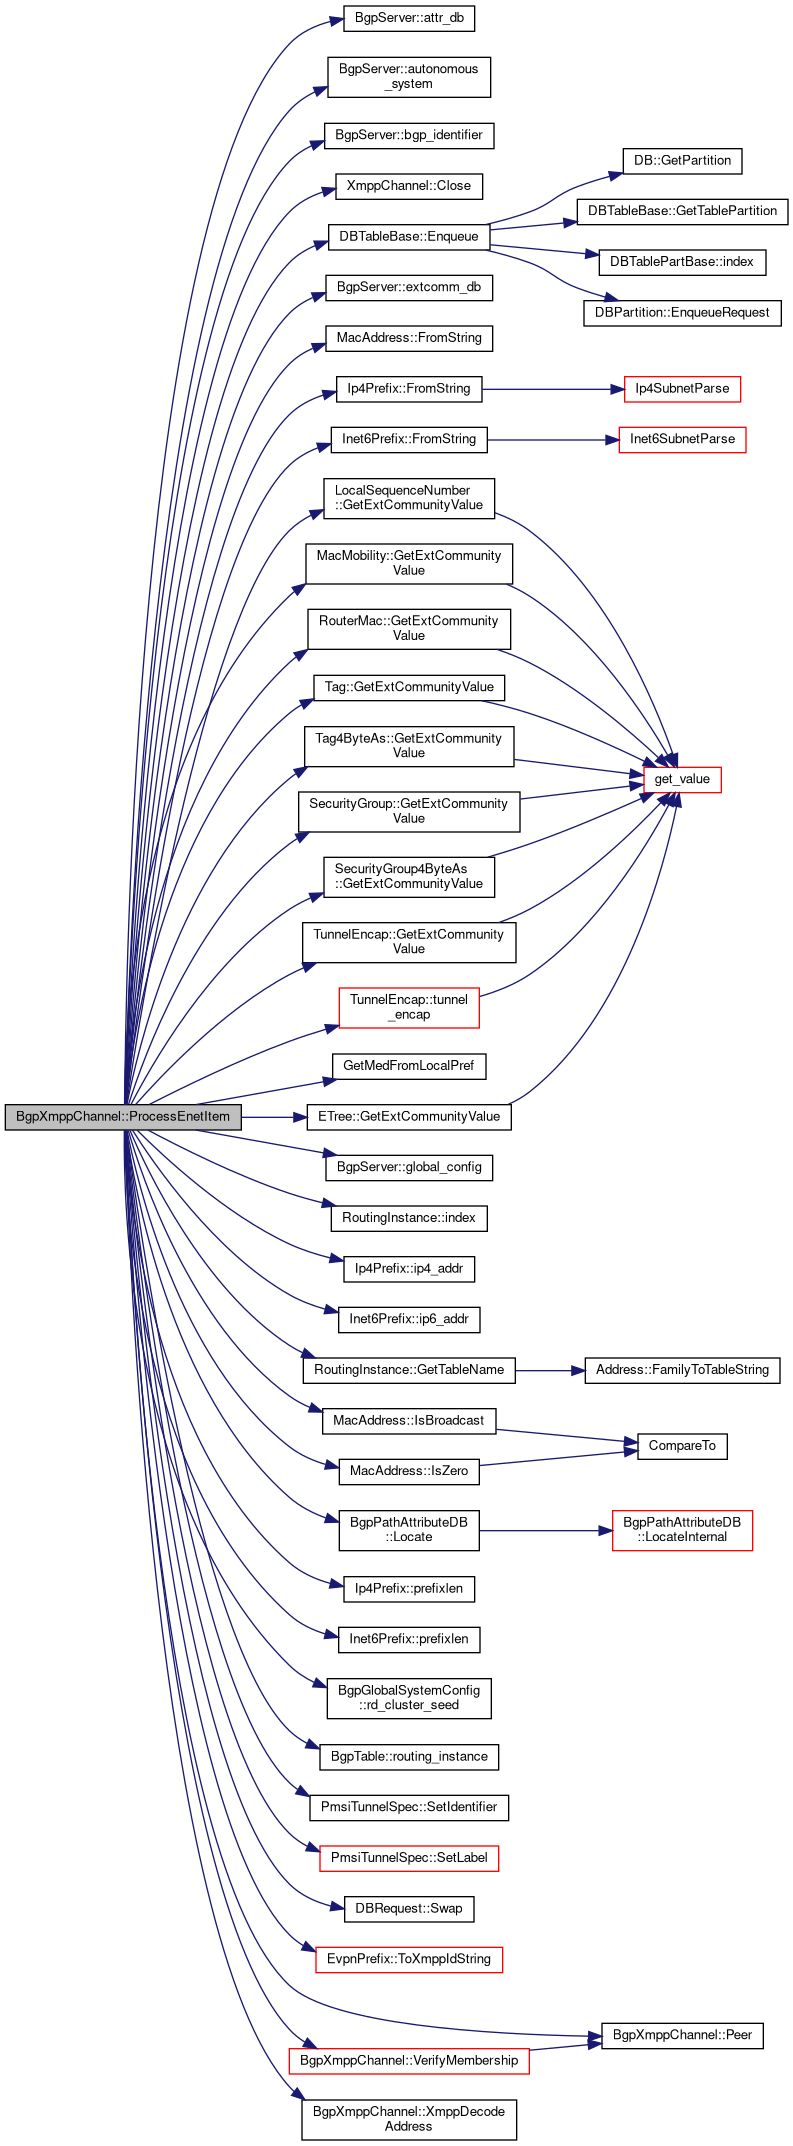 BgpServer::attr_db
BgpServer::autonomous
_system
BgpServer::bgp_identifier
DB::GetPartition
XmppChannel::Close
DBTableBase::GetTablePartition
DBTableBase::Enqueue
DBTablePartBase::index
BgpServer::extcomm_db
DBPartition::EnqueueRequest
MacAddress::FromString
Ip4Prefix::FromString
Ip4SubnetParse
Inet6Prefix::FromString
Inet6SubnetParse
LocalSequenceNumber
::GetExtCommunityValue
MacMobility::GetExtCommunity
Value
RouterMac::GetExtCommunity
Value
Tag::GetExtCommunityValue
Tag4ByteAs::GetExtCommunity
Value
get_value
SecurityGroup::GetExtCommunity
Value
SecurityGroup4ByteAs
::GetExtCommunityValue
TunnelEncap::GetExtCommunity
Value
TunnelEncap::tunnel
_encap
GetMedFromLocalPref
BgpXmppChannel::ProcessEnetItem
ETree::GetExtCommunityValue
BgpServer::global_config
RoutingInstance::index
Ip4Prefix::ip4_addr
Inet6Prefix::ip6_addr
RoutingInstance::GetTableName
Address::FamilyToTableString
MacAddress::IsBroadcast
CompareTo
MacAddress::IsZero
BgpPathAttributeDB
::Locate
BgpPathAttributeDB
::LocateInternal
Ip4Prefix::prefixlen
Inet6Prefix::prefixlen
BgpGlobalSystemConfig
::rd_cluster_seed
BgpTable::routing_instance
PmsiTunnelSpec::SetIdentifier
PmsiTunnelSpec::SetLabel
DBRequest::Swap
EvpnPrefix::ToXmppIdString
BgpXmppChannel::Peer
BgpXmppChannel::VerifyMembership
BgpXmppChannel::XmppDecode
Address